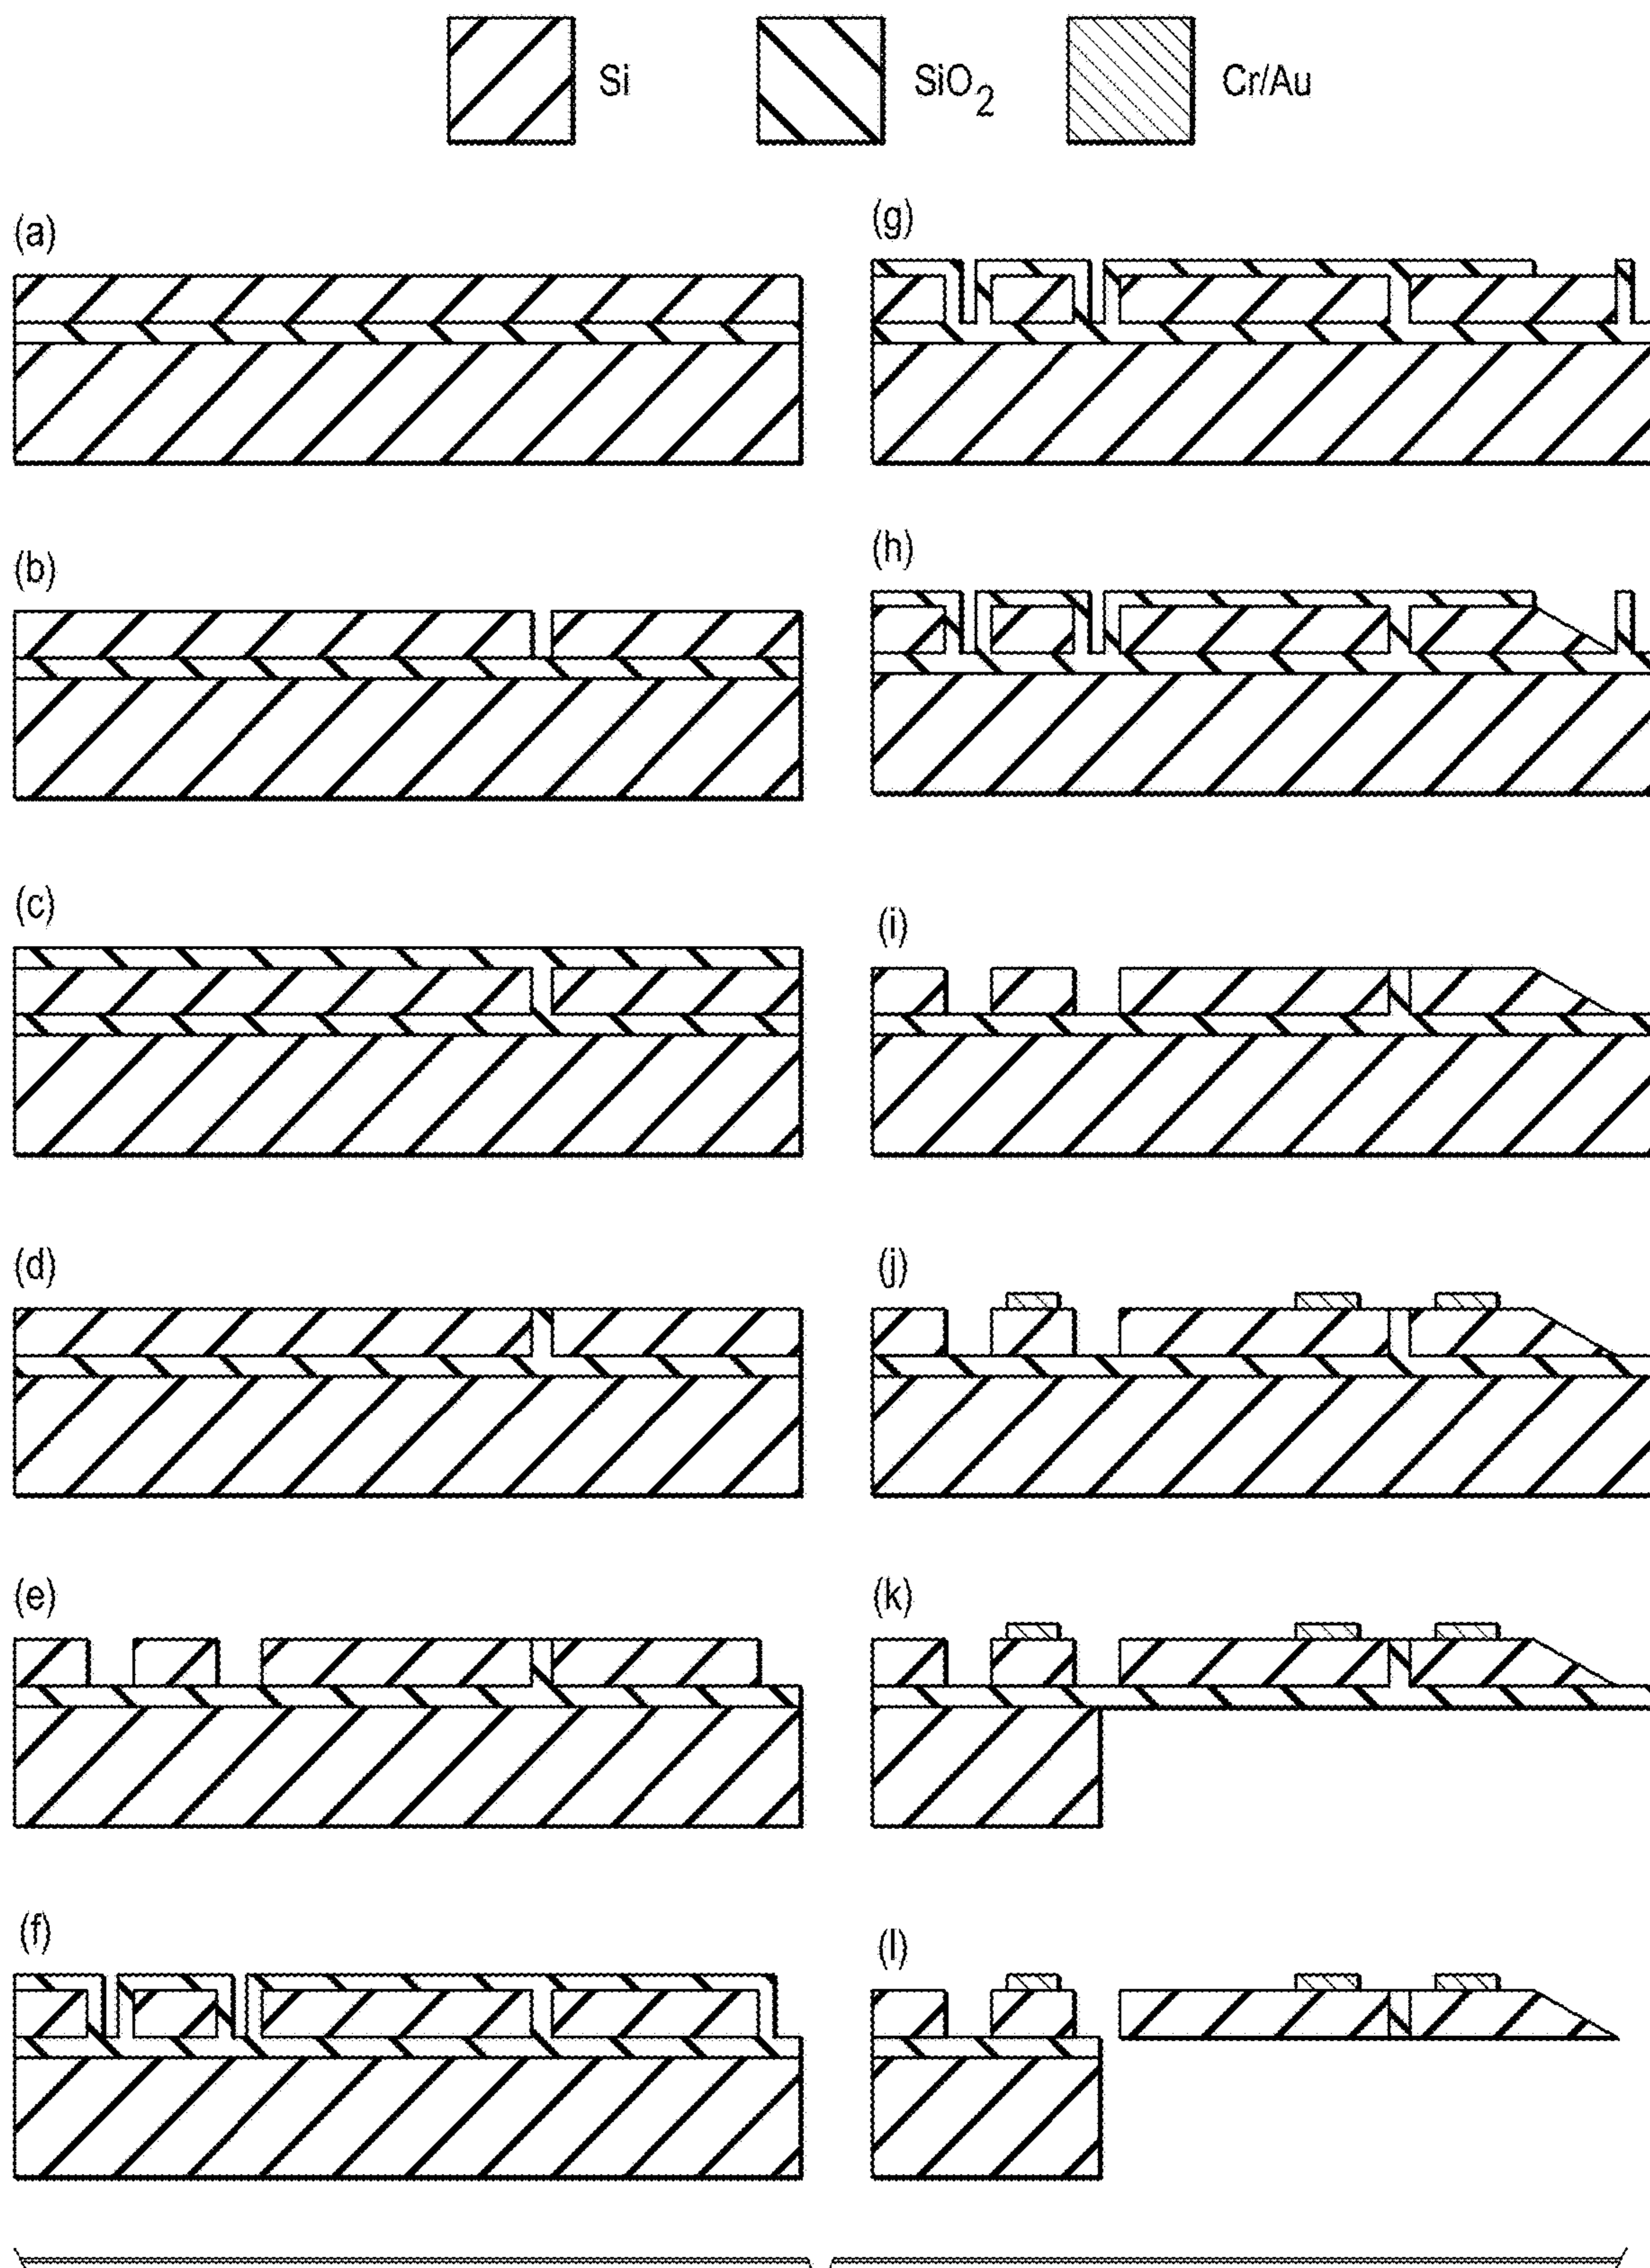 Si
SiO2
Cr/Au
(a)
(b)
(c)
(d)
(e)
(f)
(g)
(h)
(i)
(j)
(k)
(l)